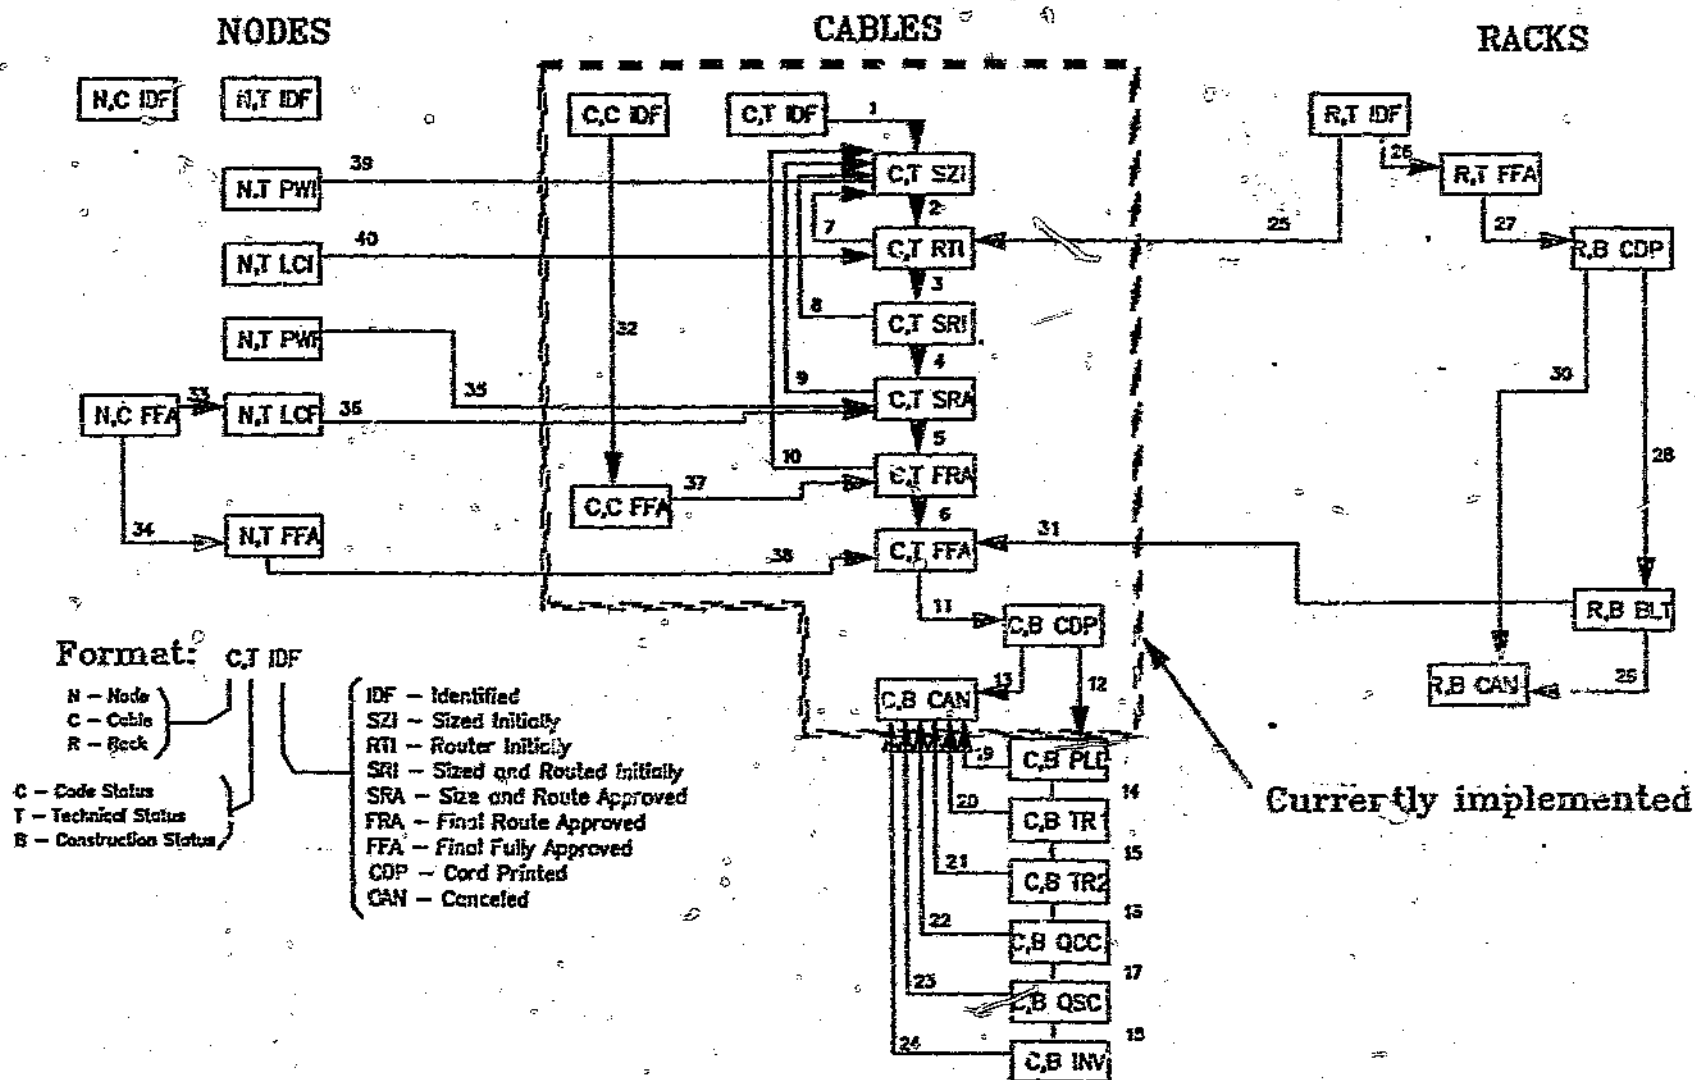 NODES
CABLES
RACKS
N,C IDF
N,T IDF
N,T PWI
39
N,T LCI
40
N,T PWF
35
N,C FFA
33
N,T LCF
36
34
N,T FFA
38
C,C IDF
32
C,C FFA
37
C,T IDF
1
C,T SZI
2
7
C,T RTI
3
8
C,T SRI
4
9
C,T SRA
5
10
C,T FRA
6
C,T FFA
11
C,B CDP
13
12
C,B CAN
19
C,B PLD
14
20
C,B TR1
15
21
C,B TR2
16
22
C,B QCC
17
23
C,B QSC
18
24
C,B INV
R,T IDF
26
R,T FFA
25
27
R,B CDP
30
28
31
R,B BLT
R,B CAN
Currently implemented
Format: C,T IDF
N – Node
C – Cable
R – Rack
C – Code Status
T – Technical Status
B – Construction Status
IDF – Identified
SZI – Sized Initially
RTI – Router Initially
SRI – Sized and Routed Initially
SRA – Size and Route Approved
FRA – Final Route Approved
FFA – Final Fully Approved
CDP – Cord Printed
CAN – Canceled